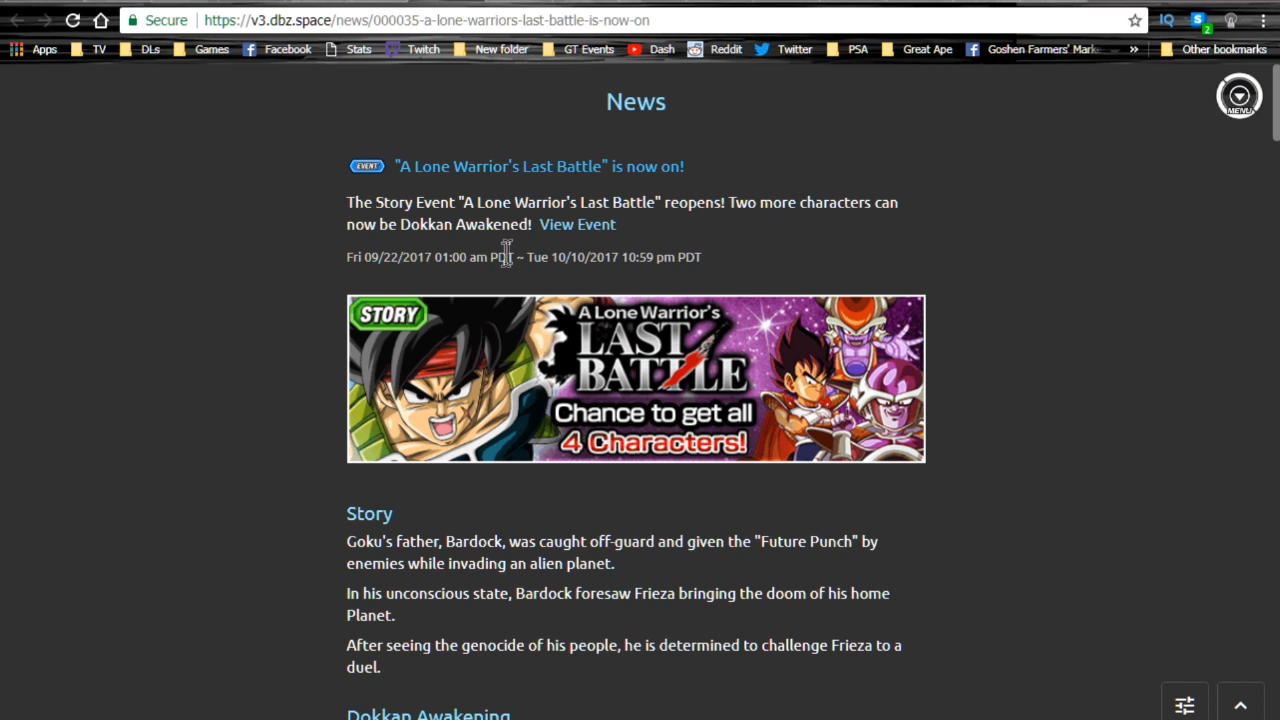 Secure | https://v3.dbz.space/news/000035-a-lone-warriors-last-battle-is-now-on
IQ S 2
Apps TV DLs Games Facebook Stats Twitch New folder GT Events Dash Reddit Twitter PSA Great Ape Goshen Farmers' Mark » Other bookmarks
News
MENU
EVENT "A Lone Warrior's Last Battle" is now on!
The Story Event "A Lone Warrior's Last Battle" reopens! Two more characters can
now be Dokkan Awakened! View Event
Fri 09/22/2017 01:00 am PDT ~ Tue 10/10/2017 10:59 pm PDT
STORY
A Lone Warrior's
LAST
BATTLE
Chance to get all
4 Characters!
Story
Goku's father, Bardock, was caught off-guard and given the "Future Punch" by
enemies while invading an alien planet.
In his unconscious state, Bardock foresaw Frieza bringing the doom of his home
Planet.
After seeing the genocide of his people, he is determined to challenge Frieza to a
duel.
Dokkan Awakening